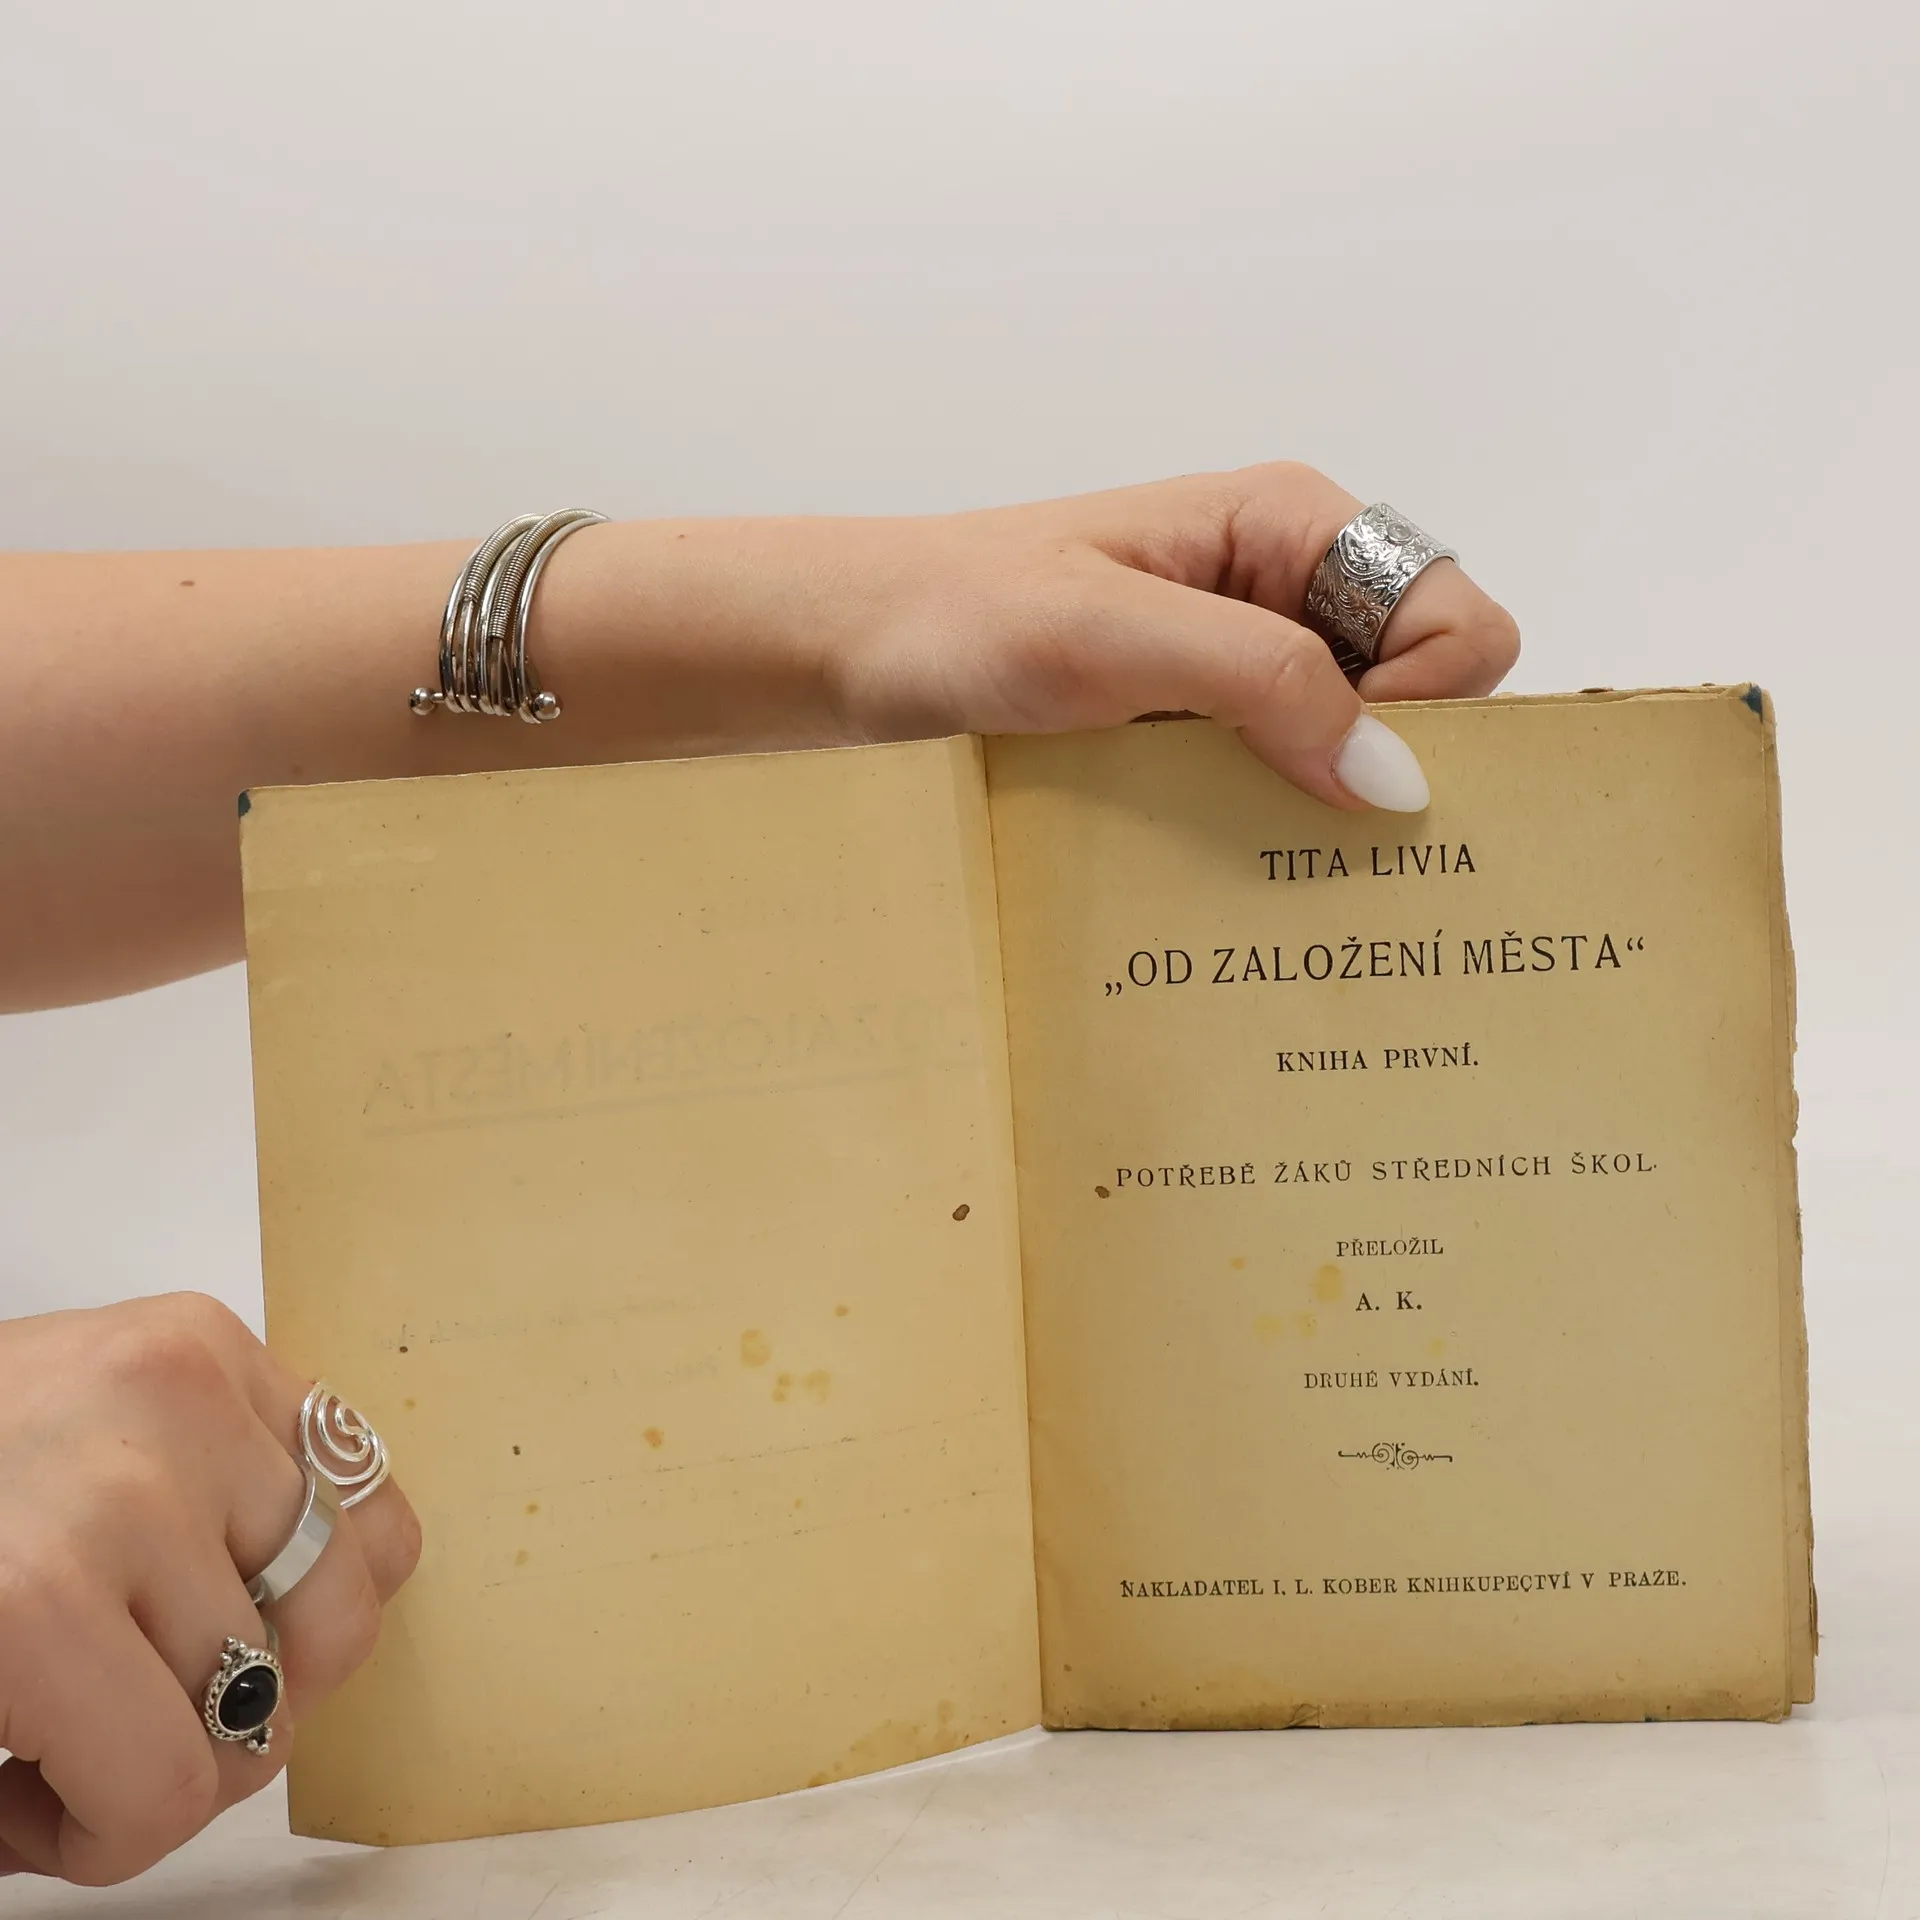 TITA LIVIA
„OD ZALOŽENÍ MĚSTA“
KNIHA PRVNÍ.
POTŘEBĚ ŽÁKŮ STŘEDNÍCH ŠKOL.
PŘELOŽIL
A. K.
DRUHÉ VYDÁNÍ.
NAKLADATEL I. L. KOBER KNIHKUPECTVÍ V PRAZE.